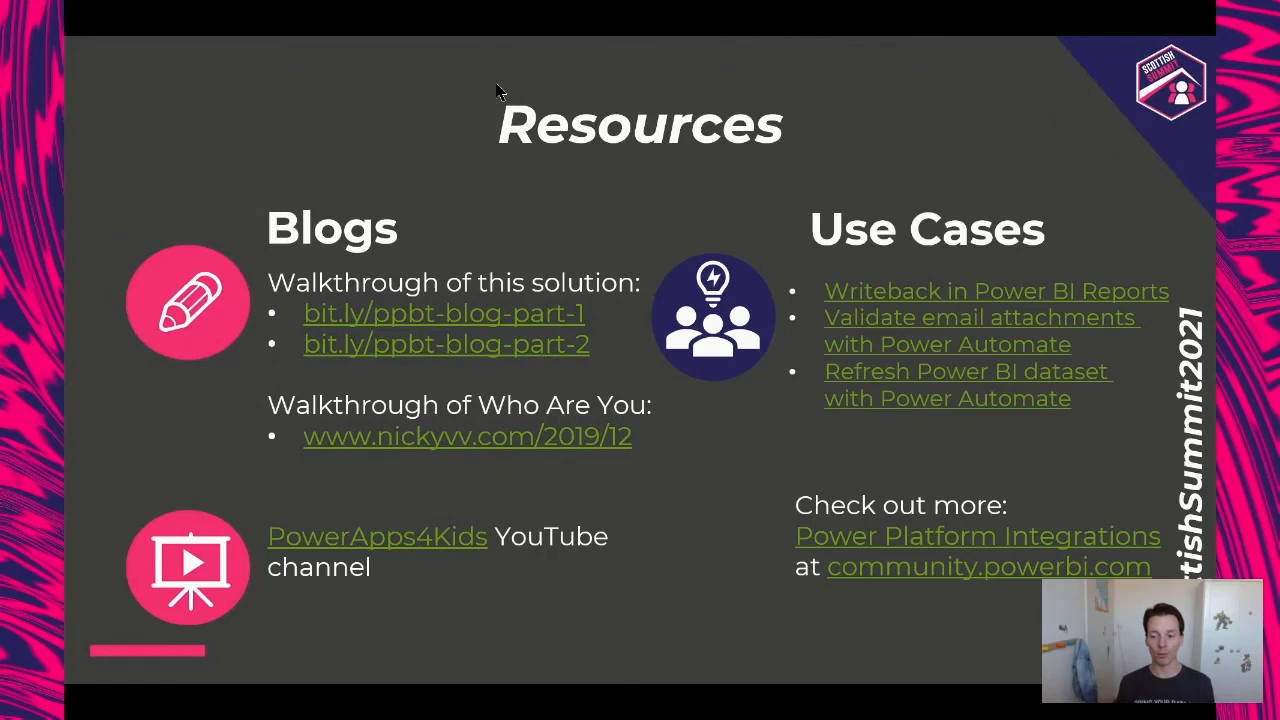 SCOTTISH
SUMMIT
Resources
Blogs
Walkthrough of this solution:
• bit.ly/ppbt-blog-part-1
• bit.ly/ppbt-blog-part-2
Walkthrough of Who Are You:
• www.nickyvv.com/2019/12
PowerApps4Kids YouTube
channel
Use Cases
• Writeback in Power BI Reports
• Validate email attachments
with Power Automate
• Refresh Power BI dataset
with Power Automate
Check out more:
Power Platform Integrations
at community.powerbi.com
ttishSummit2021